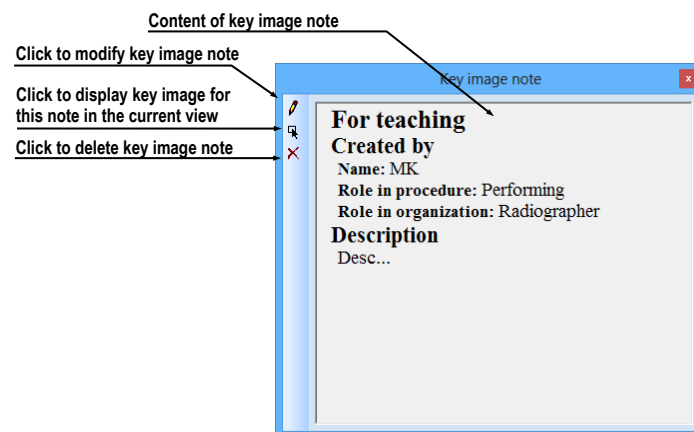 Content of key image note
Click to modify key image note
Click to display key image for
this note in the current view
Click to delete key image note
Key image note
x
For teaching
Created by
Name: MK
Role in procedure: Performing
Role in organization: Radiographer
Description
Desc...